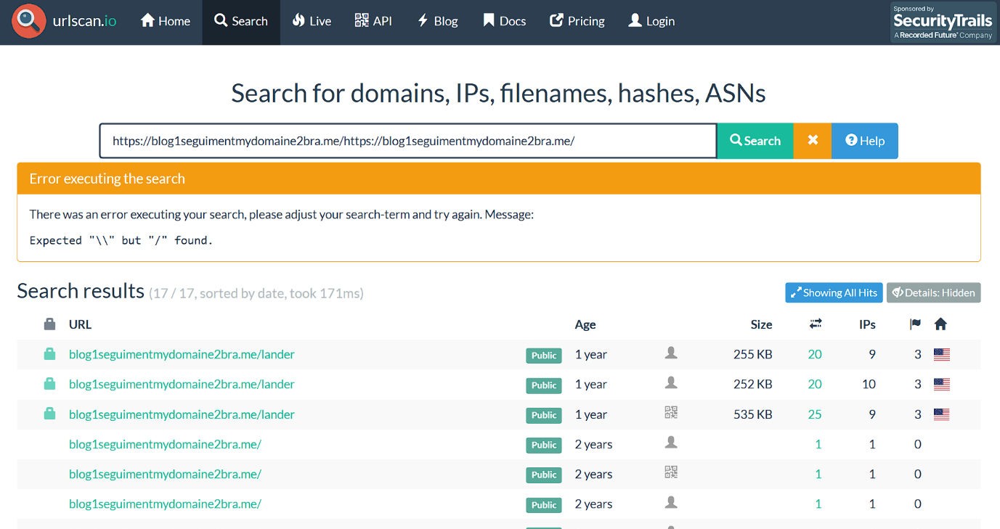 urlscan.io Home Search Live API Blog Docs Pricing Login
Sponsored by
SecurityTrails
A Recorded Future® Company
Search for domains, IPs, filenames, hashes, ASNs
https://blog1seguimentmydomaine2bra.me/https://blog1seguimentmydomaine2bra.me/ Search Help
Error executing the search
There was an error executing your search, please adjust your search-term and try again. Message:
Expected "\\" but "/" found.
Search results (17 / 17, sorted by date, took 171ms) Showing All Hits Details: Hidden
URL Age Size IPs
blog1seguimentmydomaine2bra.me/lander Public 1 year 255 KB 20 9 3
blog1seguimentmydomaine2bra.me/lander Public 1 year 252 KB 20 10 3
blog1seguimentmydomaine2bra.me/lander Public 1 year 535 KB 25 9 3
blog1seguimentmydomaine2bra.me/ Public 2 years 1 1 0
blog1seguimentmydomaine2bra.me/ Public 2 years 1 1 0
blog1seguimentmydomaine2bra.me/ Public 2 years 1 1 0